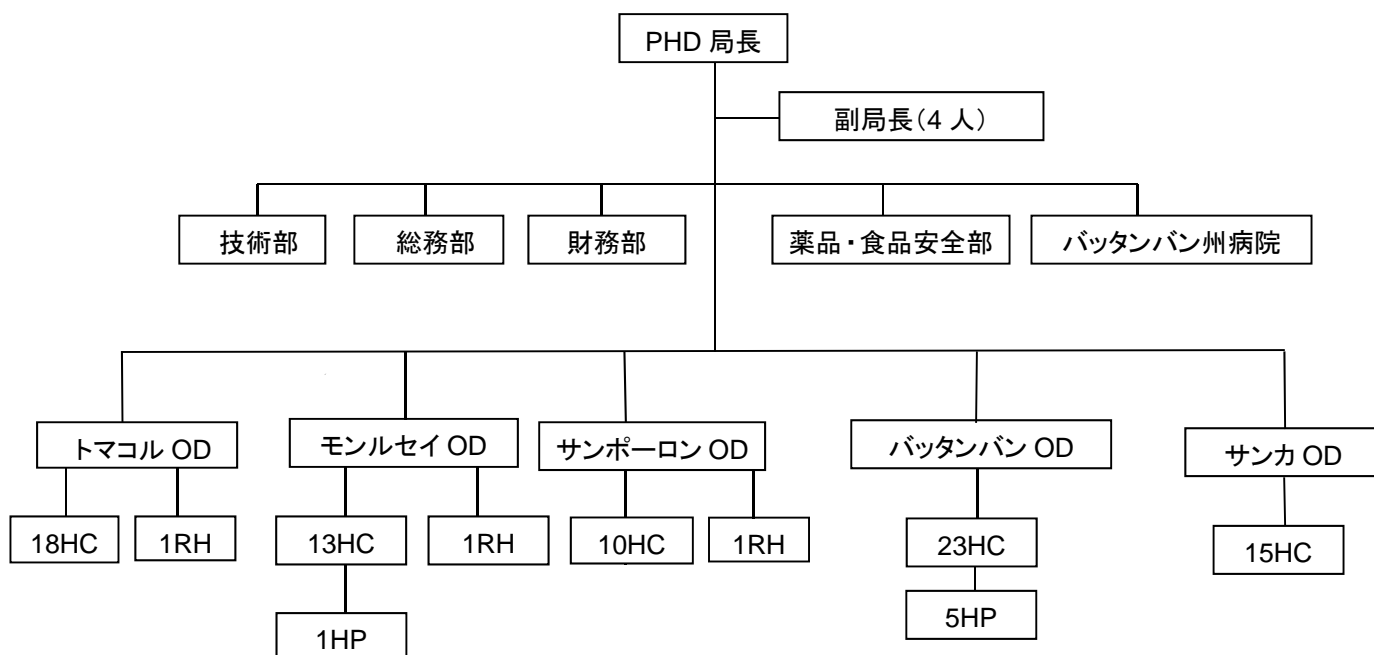 PHD 局長
副局長(4 人)
技術部
総務部
財務部
薬品・食品安全部
バッタンバン州病院
トマコル OD
モンルセイ OD
サンポーロン OD
バッタンバン OD
サンカ OD
18HC
1RH
13HC
1RH
10HC
1RH
23HC
15HC
1HP
5HP